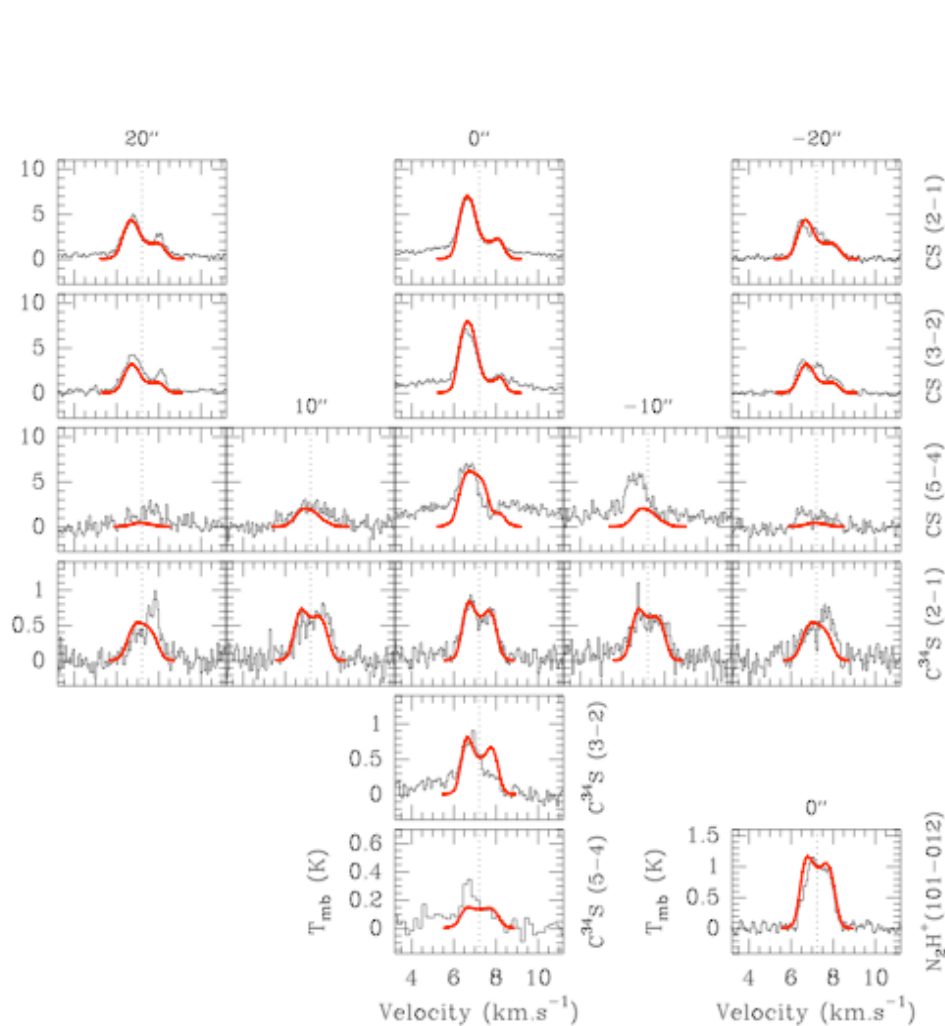 20″ 0″ −20″
10
5
0
CS (2−1)
10
5
0
CS (3−2)
10″ −10″
10
5
0
CS (5−4)
1
0.5
0
C³⁴S (2−1)
1
0.5
0
C³⁴S (3−2)
0″
0.6
0.4
0.2
0
T_mb (K)
C³⁴S (5−4)
1.5
1
0.5
0
T_mb (K)
N₂H⁺(101−012)
4 6 8 10 4 6 8 10
Velocity (km.s⁻¹) Velocity (km.s⁻¹)